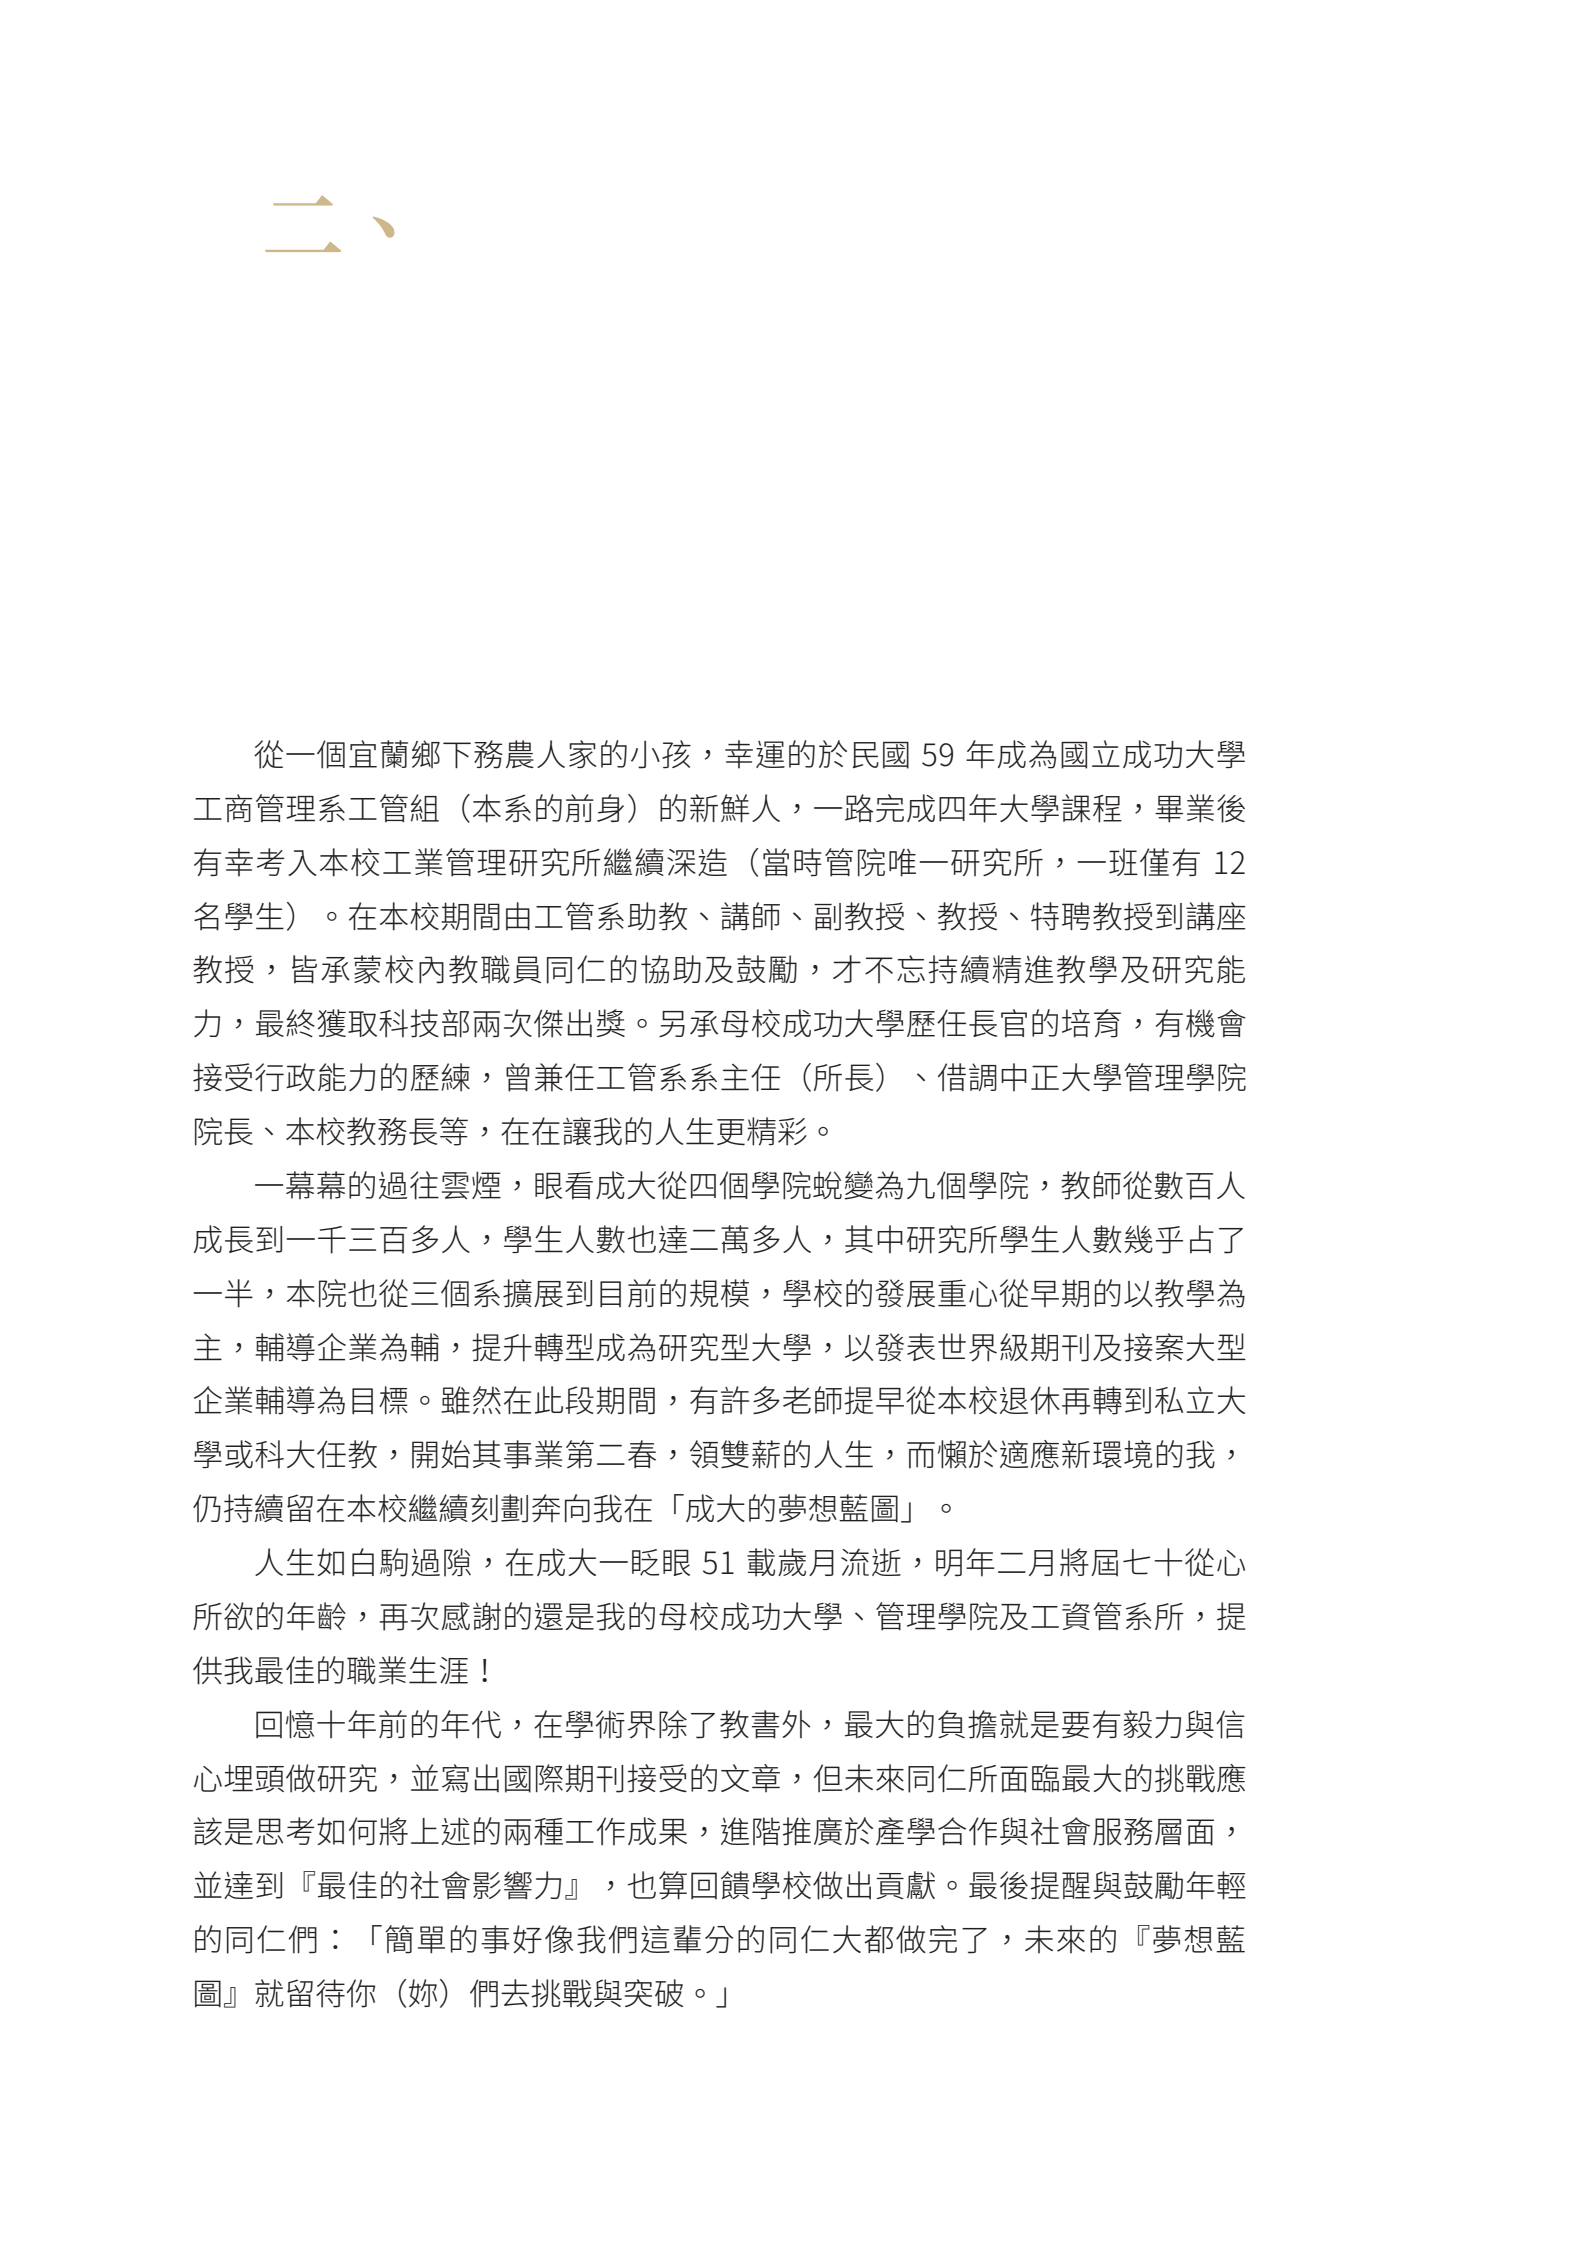 二、
從一個宜蘭鄉下務農人家的小孩，幸運的於民國 59 年成為國立成功大學
工商管理系工管組（本系的前身）的新鮮人，一路完成四年大學課程，畢業後
有幸考入本校工業管理研究所繼續深造（當時管院唯一研究所，一班僅有 12
名學生）。在本校期間由工管系助教、講師、副教授、教授、特聘教授到講座
教授，皆承蒙校內教職員同仁的協助及鼓勵，才不忘持續精進教學及研究能
力，最終獲取科技部兩次傑出獎。另承母校成功大學歷任長官的培育，有機會
接受行政能力的歷練，曾兼任工管系系主任（所長）、借調中正大學管理學院
院長、本校教務長等，在在讓我的人生更精彩。
一幕幕的過往雲煙，眼看成大從四個學院蛻變為九個學院，教師從數百人
成長到一千三百多人，學生人數也達二萬多人，其中研究所學生人數幾乎占了
一半，本院也從三個系擴展到目前的規模，學校的發展重心從早期的以教學為
主，輔導企業為輔，提升轉型成為研究型大學，以發表世界級期刊及接案大型
企業輔導為目標。雖然在此段期間，有許多老師提早從本校退休再轉到私立大
學或科大任教，開始其事業第二春，領雙薪的人生，而懶於適應新環境的我，
仍持續留在本校繼續刻劃奔向我在「成大的夢想藍圖」。
人生如白駒過隙，在成大一眨眼 51 載歲月流逝，明年二月將屆七十從心
所欲的年齡，再次感謝的還是我的母校成功大學、管理學院及工資管系所，提
供我最佳的職業生涯！
回憶十年前的年代，在學術界除了教書外，最大的負擔就是要有毅力與信
心埋頭做研究，並寫出國際期刊接受的文章，但未來同仁所面臨最大的挑戰應
該是思考如何將上述的兩種工作成果，進階推廣於產學合作與社會服務層面，
並達到『最佳的社會影響力』，也算回饋學校做出貢獻。最後提醒與鼓勵年輕
的同仁們：「簡單的事好像我們這輩分的同仁大都做完了，未來的『夢想藍
圖』就留待你（妳）們去挑戰與突破。」